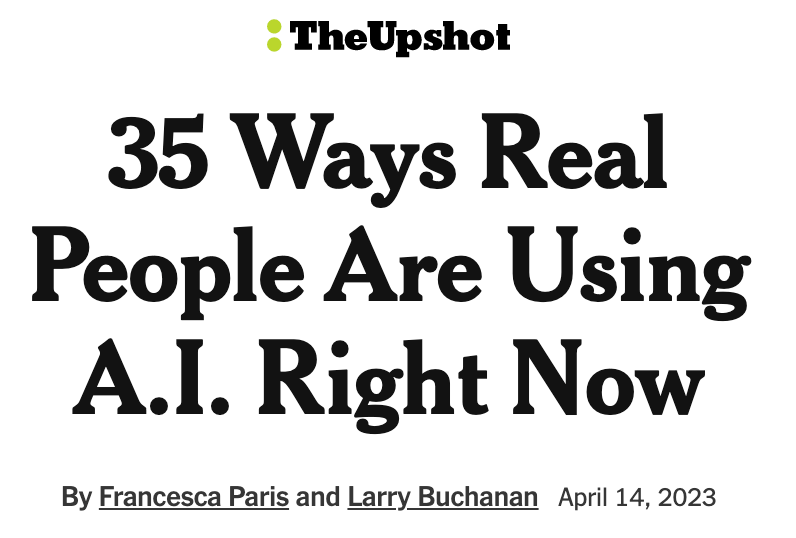 TheUpshot
35 Ways Real
People Are Using
A.I. Right Now
By Francesca Paris and Larry Buchanan April 14, 2023